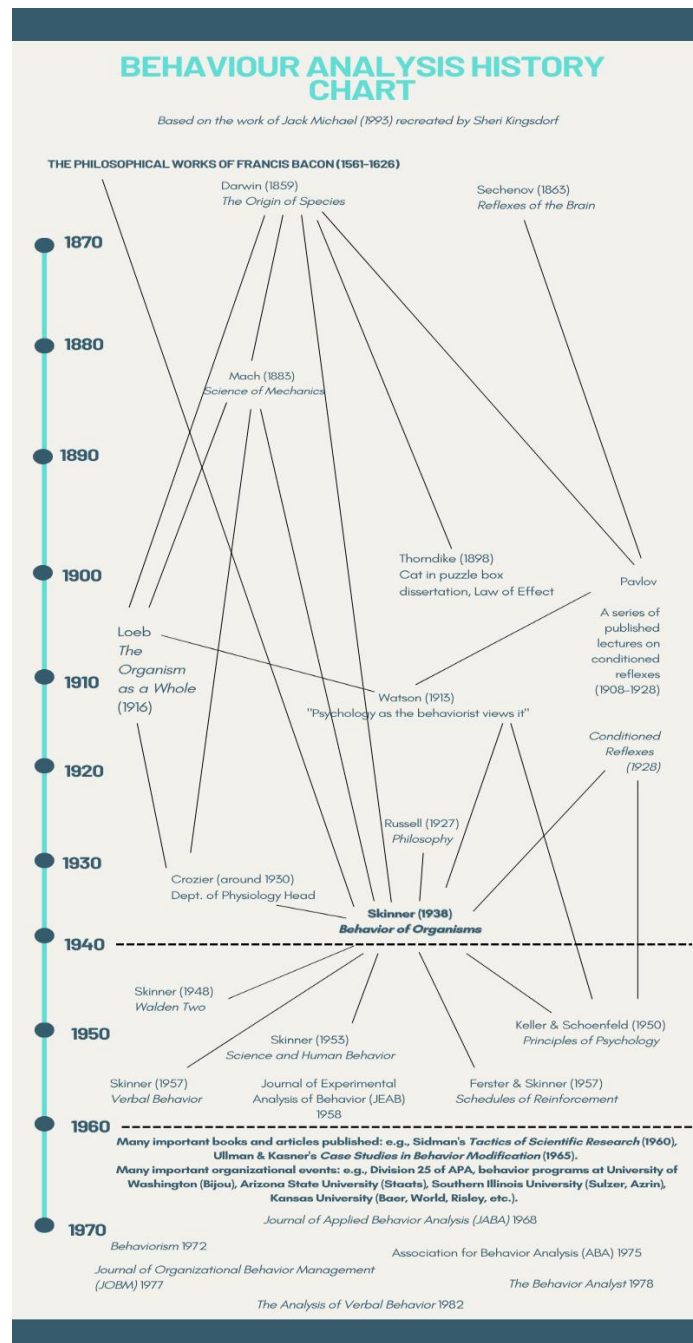 BEHAVIOUR ANALYSIS HISTORY
CHART
Based on the work of Jack Michael (1993) recreated by Sheri Kingsdorf
THE PHILOSOPHICAL WORKS OF FRANCIS BACON (1561-1626)
Darwin (1859)
The Origin of Species
Sechenov (1863)
Reflexes of the Brain
1870
1880
Mach (1883)
Science of Mechanics
1890
Thorndike (1898)
Cat in puzzle box
dissertation, Law of Effect
1900
Pavlov
A series of
published
lectures on
conditioned
reflexes
(1908-1928)
Loeb
The
Organism
as a Whole
(1916)
1910
Watson (1913)
"Psychology as the behaviorist views it"
Conditioned
Reflexes
(1928)
1920
Russell (1927)
Philosophy
1930
Crozier (around 1930)
Dept. of Physiology Head
Skinner (1938)
Behavior of Organisms
1940
Skinner (1948)
Walden Two
1950
Keller & Schoenfeld (1950)
Principles of Psychology
Skinner (1953)
Science and Human Behavior
Skinner (1957)
Verbal Behavior
Journal of Experimental
Analysis of Behavior (JEAB)
1958
Ferster & Skinner (1957)
Schedules of Reinforcement
1960
Many important books and articles published: e.g., Sidman's Tactics of Scientific Research (1960),
Ullman & Kasner's Case Studies in Behavior Modification (1965).
Many important organizational events: e.g., Division 25 of APA, behavior programs at University of
Washington (Bijou), Arizona State University (Staats), Southern Illinois University (Sulzer, Azrin),
Kansas University (Baer, World, Risley, etc.).
Journal of Applied Behavior Analysis (JABA) 1968
1970
Behaviorism 1972
Association for Behavior Analysis (ABA) 1975
Journal of Organizational Behavior Management
(JOBM) 1977
The Behavior Analyst 1978
The Analysis of Verbal Behavior 1982